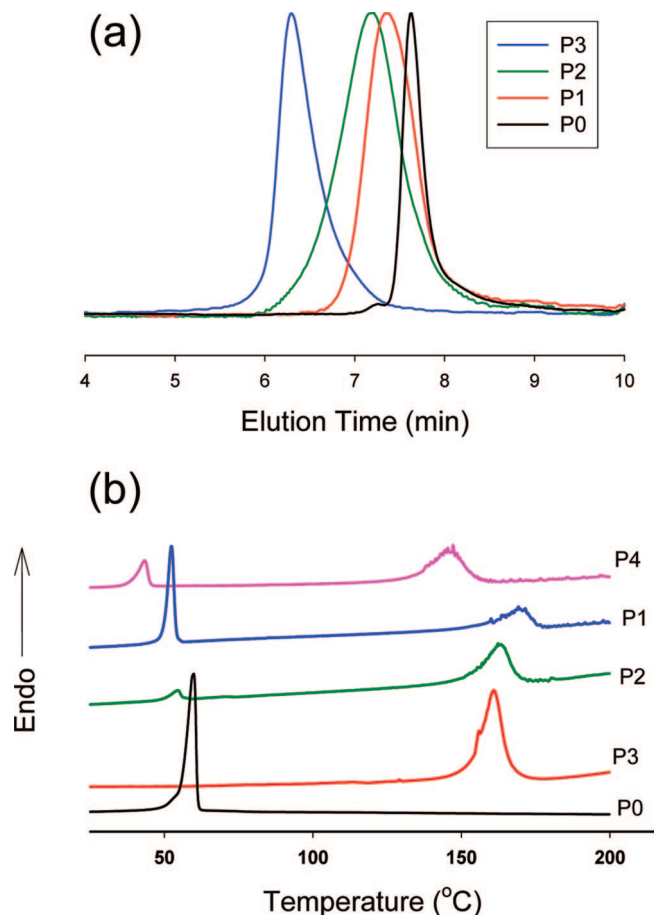 (a)
P3
P2
P1
P0
4 5 6 7 8 9 10
Elution Time (min)
(b)
Endo
P4
P1
P2
P3
P0
50 100 150 200
Temperature (°C)